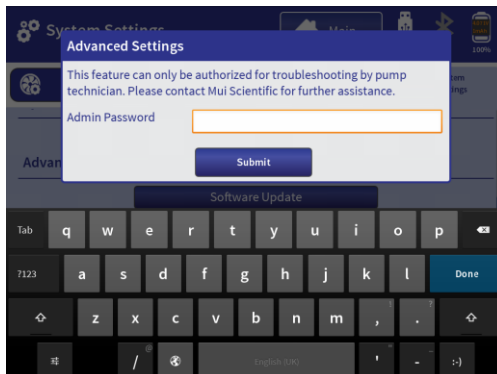 System Settings
Main
100%
Advanced Settings
This feature can only be authorized for troubleshooting by pump
technician. Please contact Mui Scientific for further assistance.
Admin Password
Submit
Software Update
Tab q w e r t y u i o p
?123 a s d f g h j k l Done
z x c v b n m , ! . ?
/ @ English (UK) ' " - _ :-)